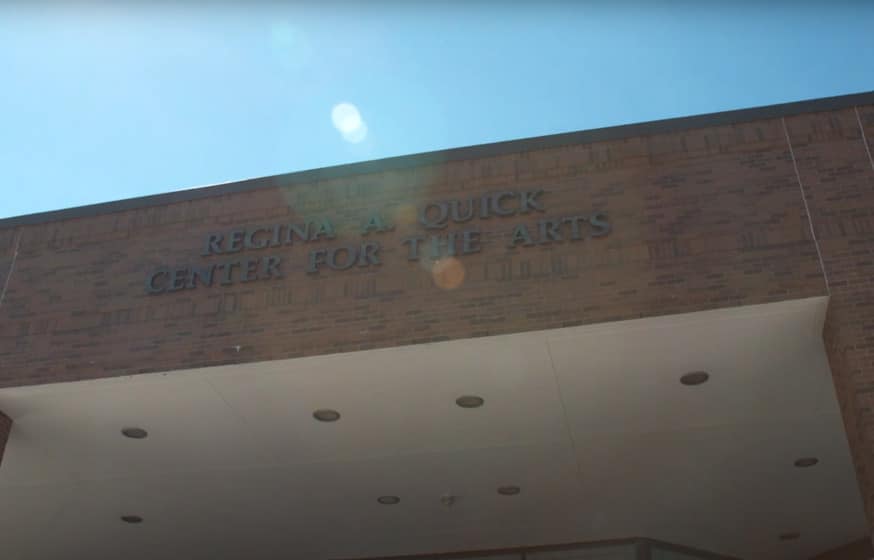 REGINA A. QUICK
CENTER FOR THE ARTS